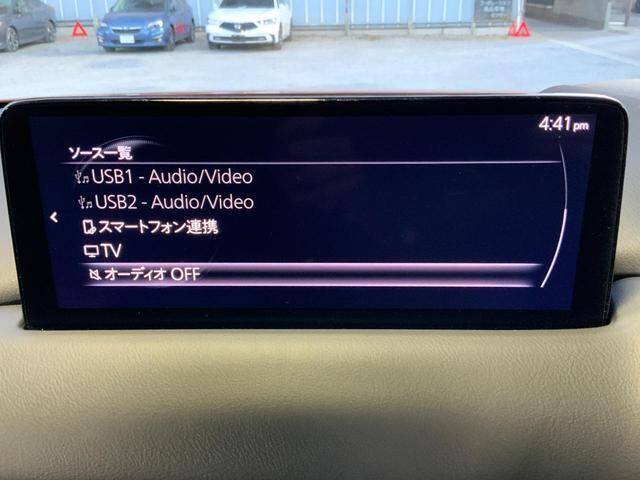 4:41 pm
ソース一覧
USB1 - Audio/Video
USB2 - Audio/Video
スマートフォン連携
TV
オーディオ OFF